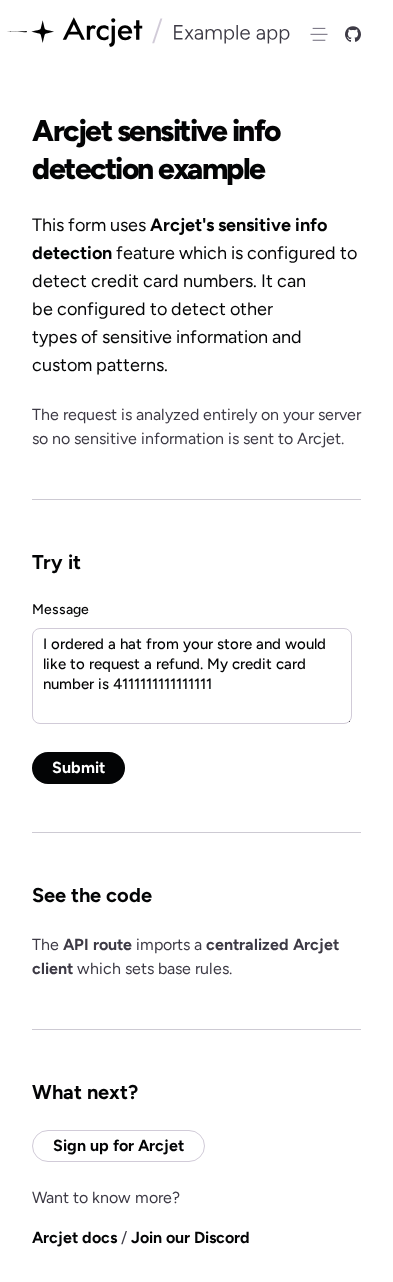 Arcjet / Example app
Arcjet sensitive info
detection example
This form uses Arcjet's sensitive info
detection feature which is configured to
detect credit card numbers. It can
be configured to detect other
types of sensitive information and
custom patterns.
The request is analyzed entirely on your server
so no sensitive information is sent to Arcjet.
Try it
Message
I ordered a hat from your store and would
like to request a refund. My credit card
number is 4111111111111111
Submit
See the code
The API route imports a centralized Arcjet
client which sets base rules.
What next?
Sign up for Arcjet
Want to know more?
Arcjet docs / Join our Discord